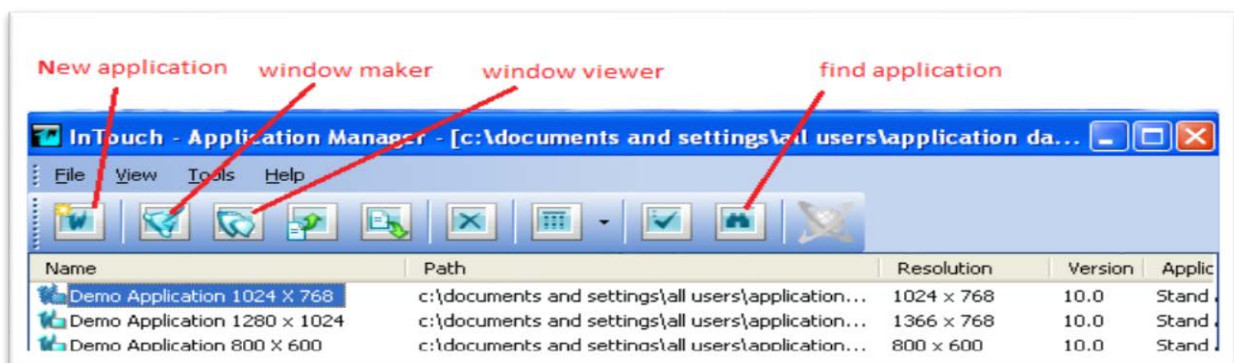 New application window maker window viewer find application
InTouch - Application Manager - [c:\documents and settings\all users\application da...
File View Tools Help
Name Path Resolution Version Applic
Demo Application 1024 X 768 c:\documents and settings\all users\application... 1024 x 768 10.0 Stand
Demo Application 1280 x 1024 c:\documents and settings\all users\application... 1366 x 768 10.0 Stand
Demo Application 800 X 600 c:\documents and settings\all users\application... 800 x 600 10.0 Stand